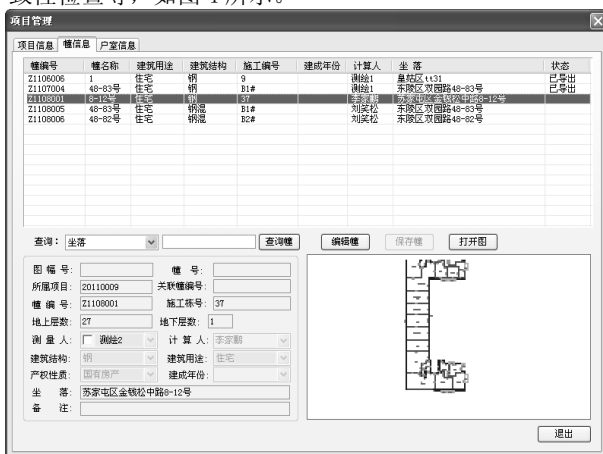 致性检查等，如图1所示。
项目管理
项目信息 幢信息 户室信息
幢编号 幢名称 建筑用途 建筑结构 施工编号 建成年份 计算人 坐 落 状态
Z1106006 1 住宅 钢 9 测绘1 皇姑区tt31 已导出
Z1107004 48-83号 住宅 钢 B1# 测绘1 东陵区双园路48-83号 已导出
Z1108001 8-12号 住宅 钢 37 李家鹏 苏家屯区金钱松中路8-12号
Z1108005 48-83号 住宅 钢混 B1# 刘笑松 东陵区双园路48-83号
Z1108006 48-82号 住宅 钢混 B2# 刘笑松 东陵区双园路48-82号
查询： 坐落 查询幢 编辑幢 保存幢 打开图
图 幅 号: 幢 号:
所属项目: 20110009 关联幢编号:
幢 编 号: Z1108001 施工栋号: 37
地上层数: 27 地下层数: 1
测 量 人: 测绘2 计 算 人: 李家鹏
建筑结构: 钢 建筑用途: 住宅
产权性质: 国有房产 建成年份:
坐 落: 苏家屯区金钱松中路8-12号
备 注:
退出